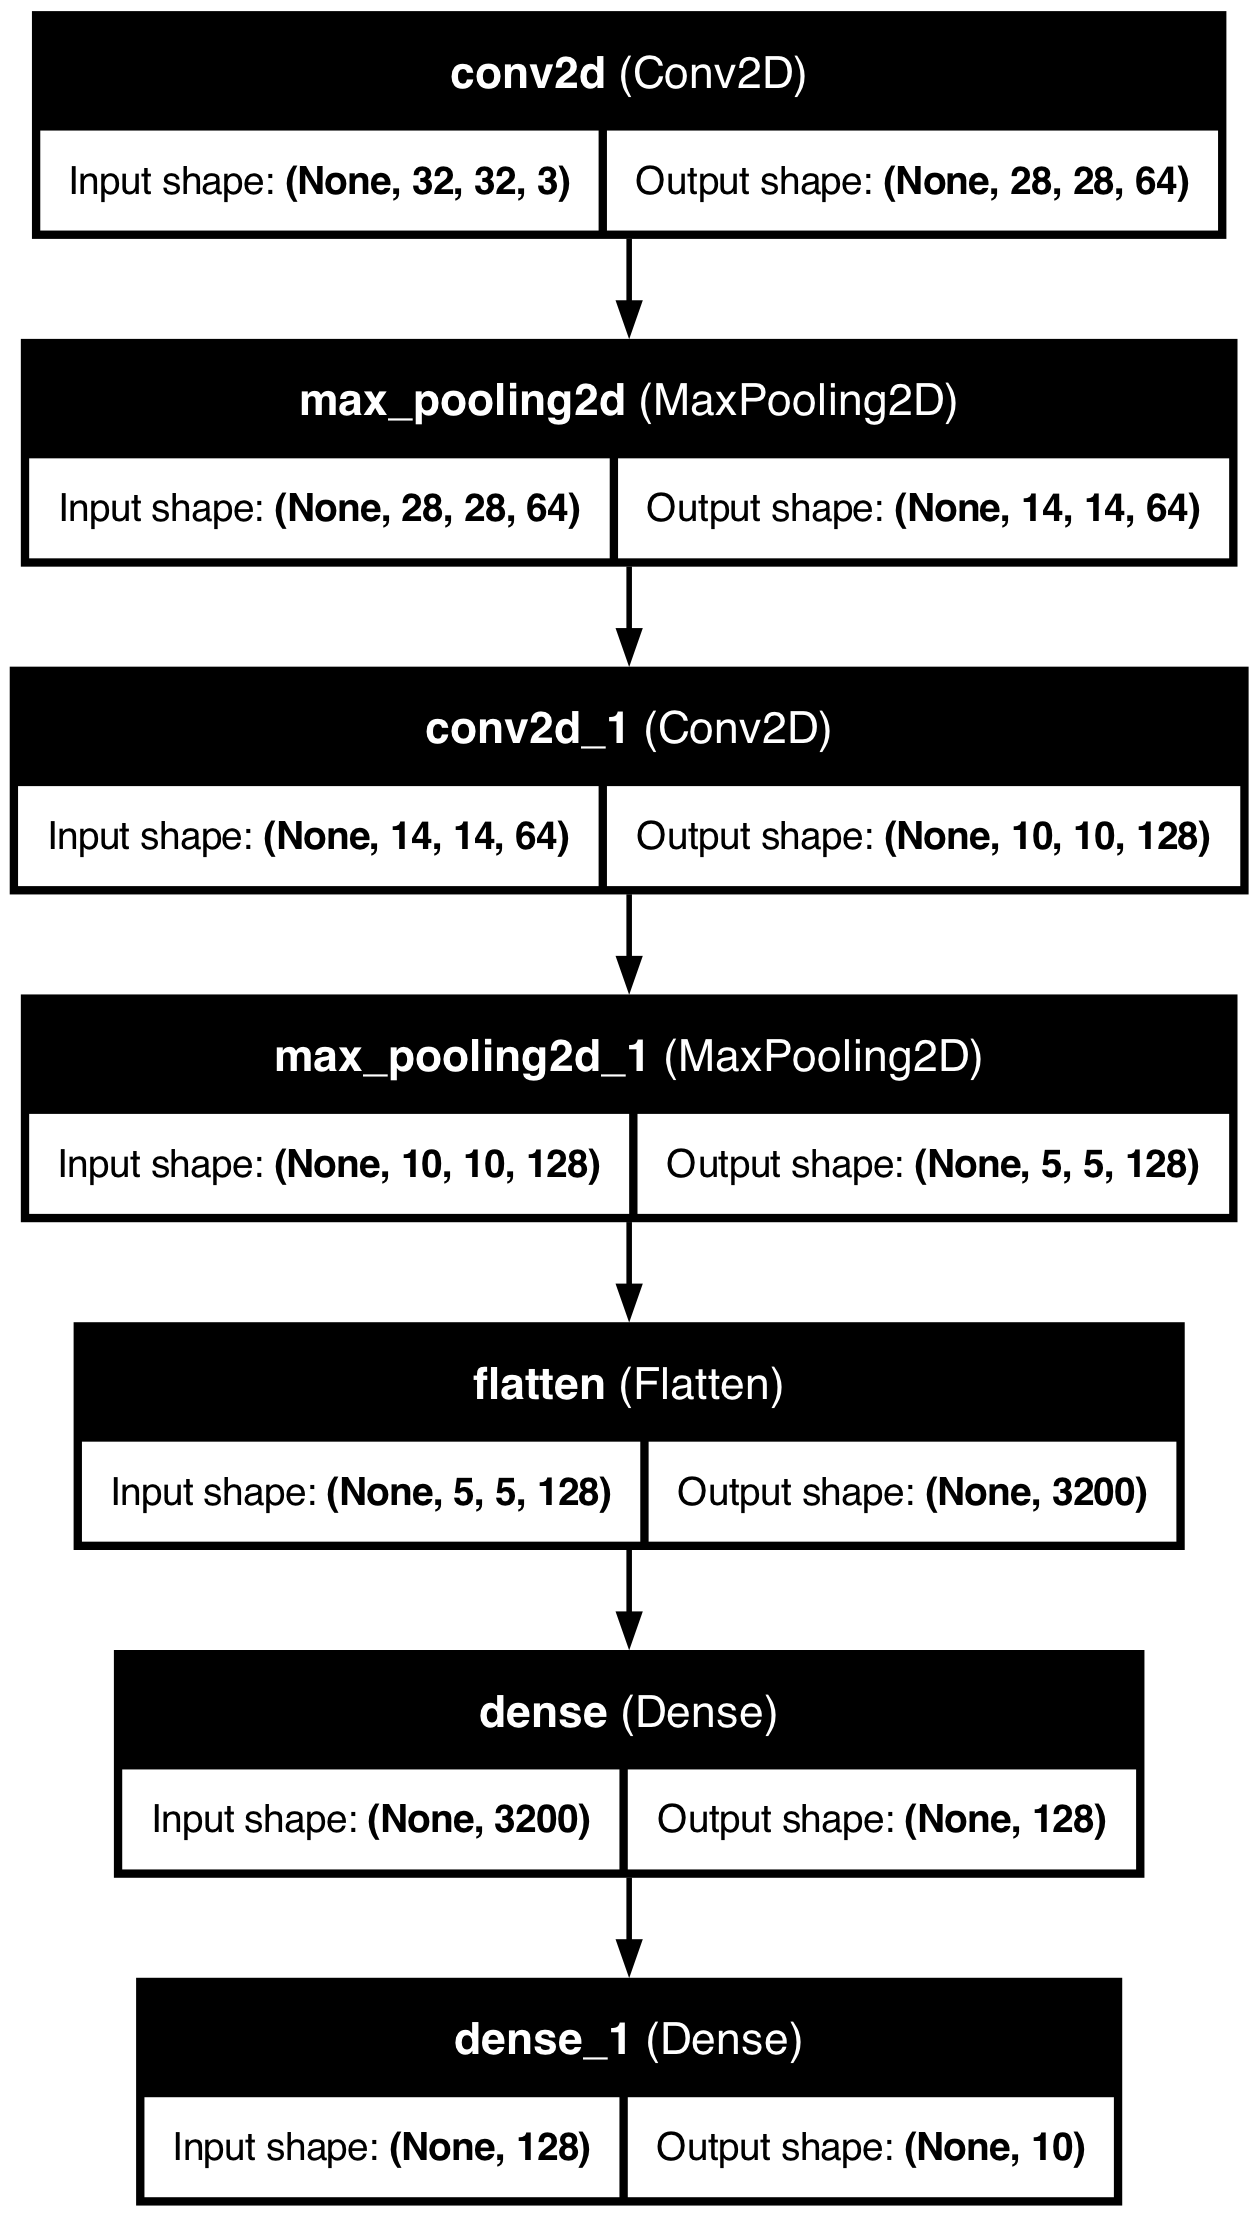 conv2d (Conv2D)
Input shape: (None, 32, 32, 3) Output shape: (None, 28, 28, 64)
max_pooling2d (MaxPooling2D)
Input shape: (None, 28, 28, 64) Output shape: (None, 14, 14, 64)
conv2d_1 (Conv2D)
Input shape: (None, 14, 14, 64) Output shape: (None, 10, 10, 128)
max_pooling2d_1 (MaxPooling2D)
Input shape: (None, 10, 10, 128) Output shape: (None, 5, 5, 128)
flatten (Flatten)
Input shape: (None, 5, 5, 128) Output shape: (None, 3200)
dense (Dense)
Input shape: (None, 3200) Output shape: (None, 128)
dense_1 (Dense)
Input shape: (None, 128) Output shape: (None, 10)